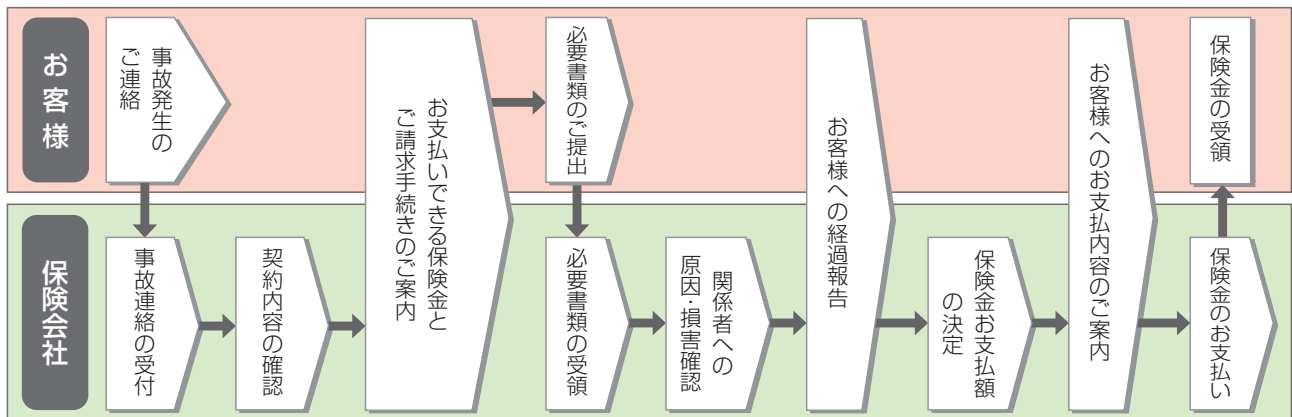 お客様
事故発生の
ご連絡
お支払いできる保険金と
ご請求手続きのご案内
必要書類のご提出
お客様への経過報告
お客様へのお支払内容のご案内
保険金の受領
保険会社
事故連絡の受付
契約内容の確認
必要書類の受領
関係者への
原因・損害確認
保険金お支払額
の決定
保険金のお支払い